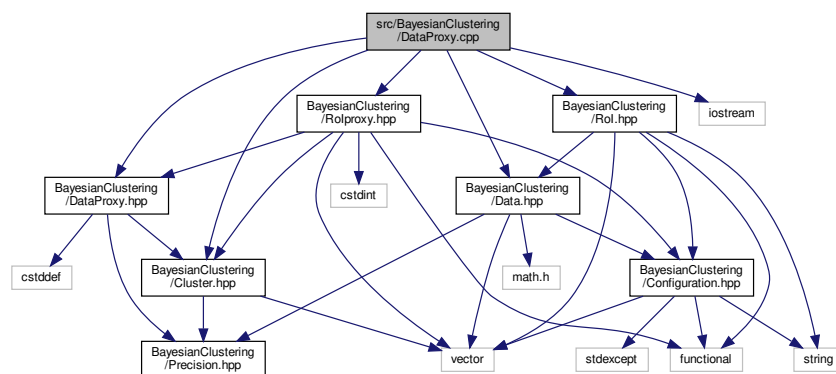 src/BayesianClustering
/DataProxy.cpp
BayesianClustering
/RoIproxy.hpp
BayesianClustering
/RoI.hpp
iostream
BayesianClustering
/DataProxy.hpp
cstdint
BayesianClustering
/Data.hpp
cstddef
BayesianClustering
/Cluster.hpp
math.h
BayesianClustering
/Configuration.hpp
BayesianClustering
/Precision.hpp
vector
stdexcept
functional
string